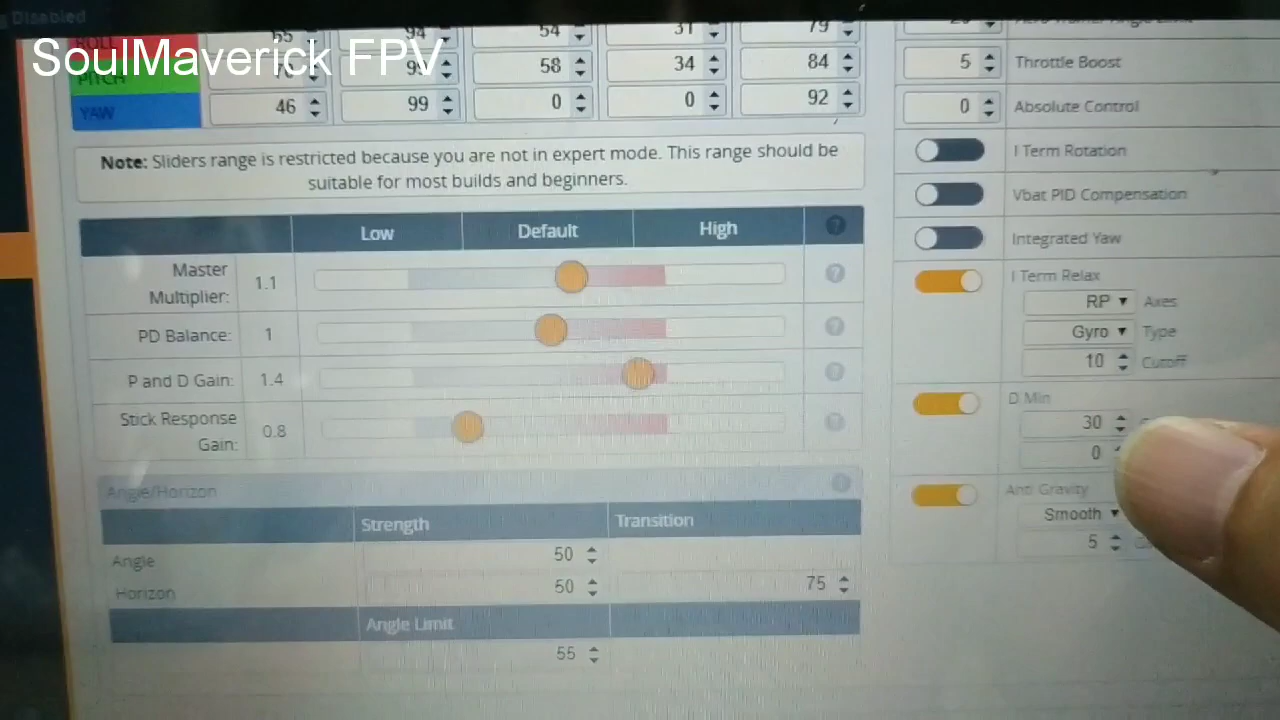 Disabled
SoulMaverick FPV
ROLL 65 94 54 31 79
PITCH 58 34 84
YAW 46 99 0 0 92
Note: Sliders range is restricted because you are not in expert mode. This range should be
suitable for most builds and beginners.
Low Default High ?
Master
Multiplier: 1.1 ?
PD Balance: 1 ?
P and D Gain: 1.4 ?
Stick Response
Gain: 0.8 ?
Angle/Horizon
Strength Transition
Angle 50
Horizon 50 75
Angle Limit
55
5 Throttle Boost
0 Absolute Control
I Term Rotation
Vbat PID Compensation
Integrated Yaw
I Term Relax
RP Axes
Gyro Type
10 Cutoff
D Min
30
0
Anti Gravity
Smooth
5